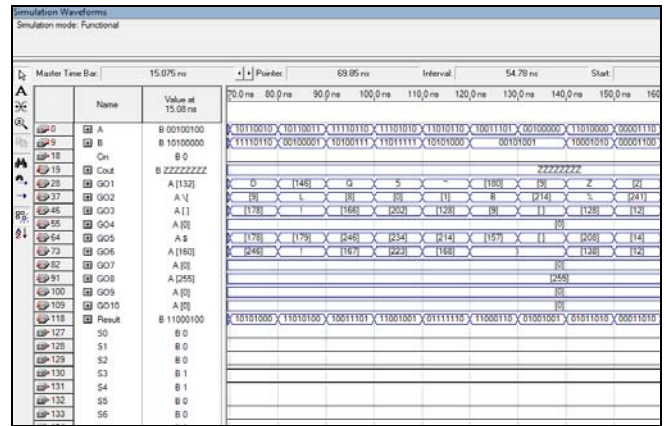 Simulation Waveforms
Simulation mode: Functional
Master Time Bar: 15.075 ns Pointer: 69.85 ns Interval: 54.78 ns Start:
Name Value at 15.08 ns 70.0 ns 80.0 ns 90.0 ns 100.0 ns 110.0 ns 120.0 ns 130.0 ns 140.0 ns 150.0 ns 160
0 A B 00100100 10110010 10110011 11110110 11101010 11010110 10011101 00100000 11010000 00001110
9 B B 10100000 11110110 00100001 10100111 11011111 10101000 00101001 10001010 00001100
18 Cin B 0
19 Cout B ZZZZZZZZ ZZZZZZZZ
28 GO1 A [132] D [146] Q 5 ~ [180] [9] Z [2]
37 GO2 A \[ [9] L [8] [0] [1] B [214] % [241]
46 GO3 A [ ] [178] ! [166] [202] [128] [9] [ ] [128] [12]
55 GO4 A [0] [0]
64 GO5 A $ [178] [179] [246] [234] [214] [157] [ ] [208] [14]
73 GO6 A [160] [246] ! [167] [223] [168] ) [138] [12]
82 GO7 A [0] [0]
91 GO8 A [255] [255]
100 GO9 A [0] [0]
109 GO10 A [0] [0]
118 Result B 11000100 10101000 11010100 10011101 11001001 01111110 11000110 01001001 01011010 00011010
127 S0 B 0
128 S1 B 0
129 S2 B 0
130 S3 B 1
131 S4 B 1
132 S5 B 0
133 S6 B 0